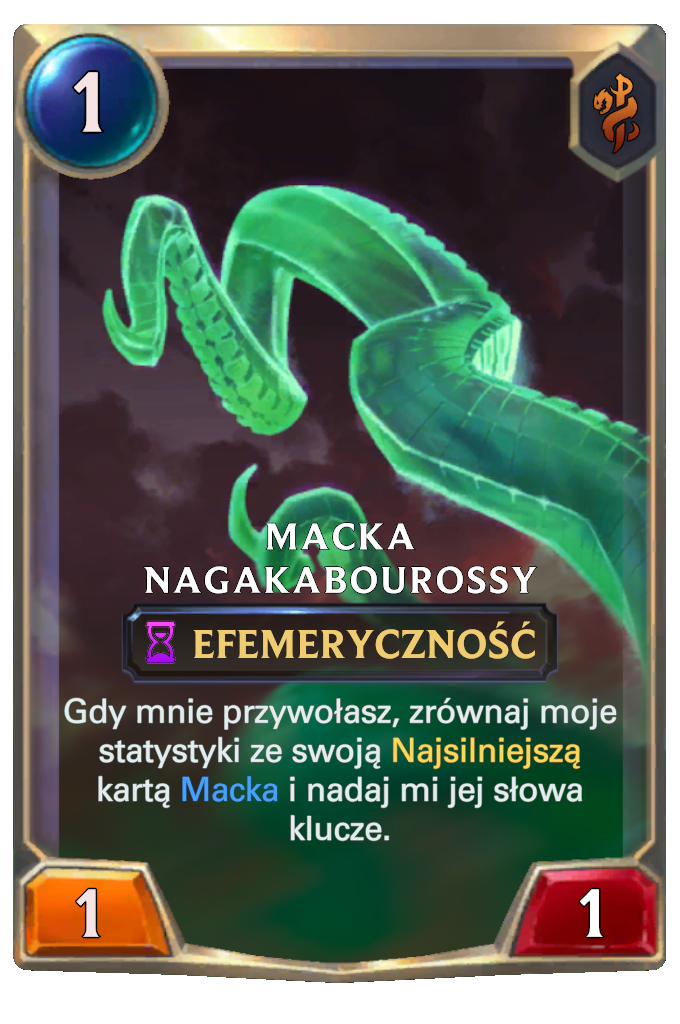 1
MACKA
NAGAKABOUROSSY
EFEMERYCZNOŚĆ
Gdy mnie przywołasz, zrównaj moje
statystyki ze swoją Najsilniejszą
kartą Macka i nadaj mi jej słowa
klucze.
1
1